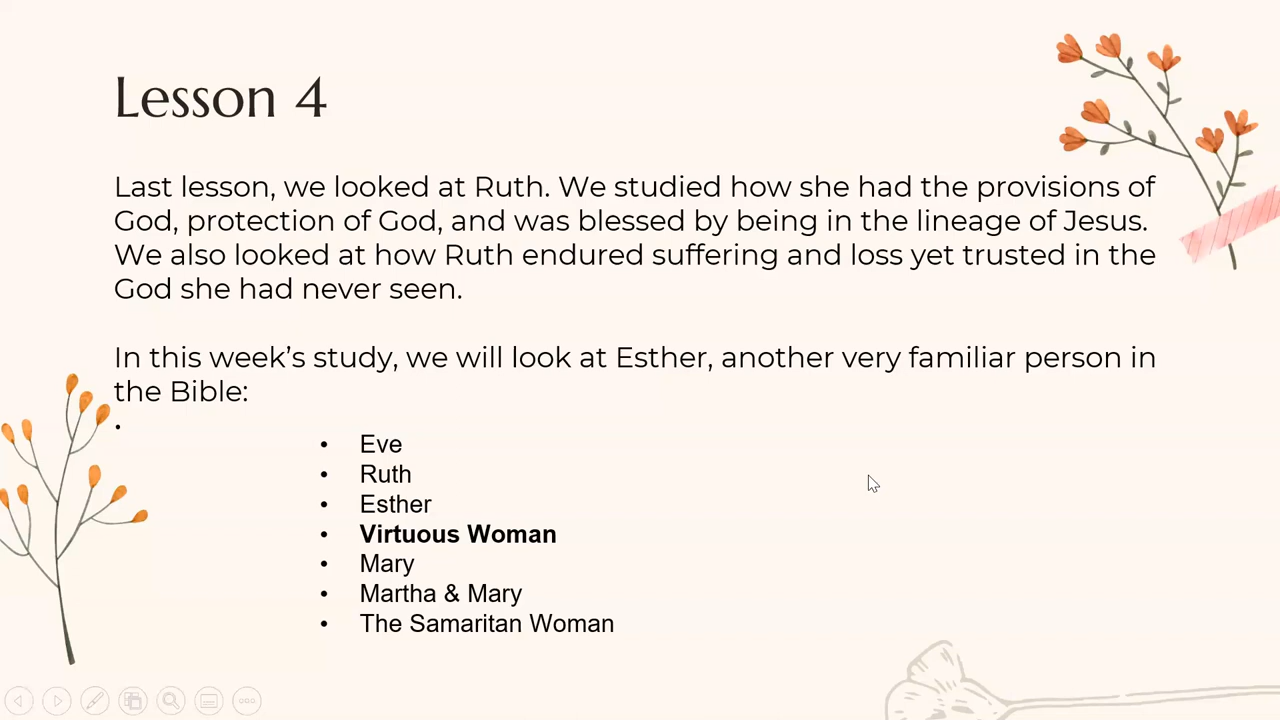 Lesson 4
Last lesson, we looked at Ruth. We studied how she had the provisions of
God, protection of God, and was blessed by being in the lineage of Jesus.
We also looked at how Ruth endured suffering and loss yet trusted in the
God she had never seen.
In this week’s study, we will look at Esther, another very familiar person in
the Bible:
•
• Eve
• Ruth
• Esther
• Virtuous Woman
• Mary
• Martha & Mary
• The Samaritan Woman